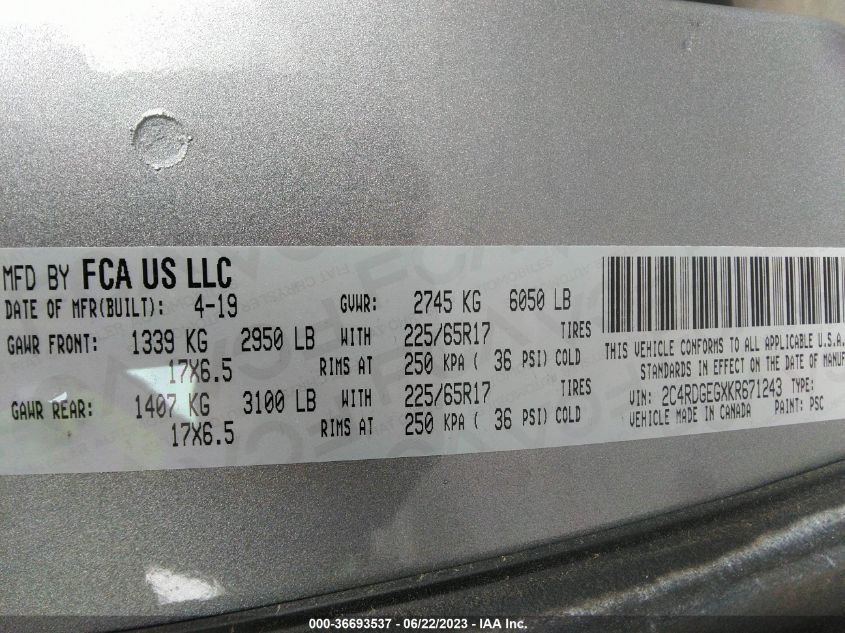 MFD BY FCA US LLC
DATE OF MFR(BUILT): 4-19 GVWR: 2745 KG 6050 LB
GAWR FRONT: 1339 KG 2950 LB WITH 225/65R17 TIRES
17X6.5 RIMS AT 250 KPA ( 36 PSI) COLD
GAWR REAR: 1407 KG 3100 LB WITH 225/65R17 TIRES
17X6.5 RIMS AT 250 KPA ( 36 PSI) COLD
THIS VEHICLE CONFORMS TO ALL APPLICABLE U.S.A.
STANDARDS IN EFFECT ON THE DATE OF MANUF
VIN: 2C4RDGEGXKR671243 TYPE:
VEHICLE MADE IN CANADA PAINT: PSC
000-36693537 - 06/22/2023 - IAA Inc.